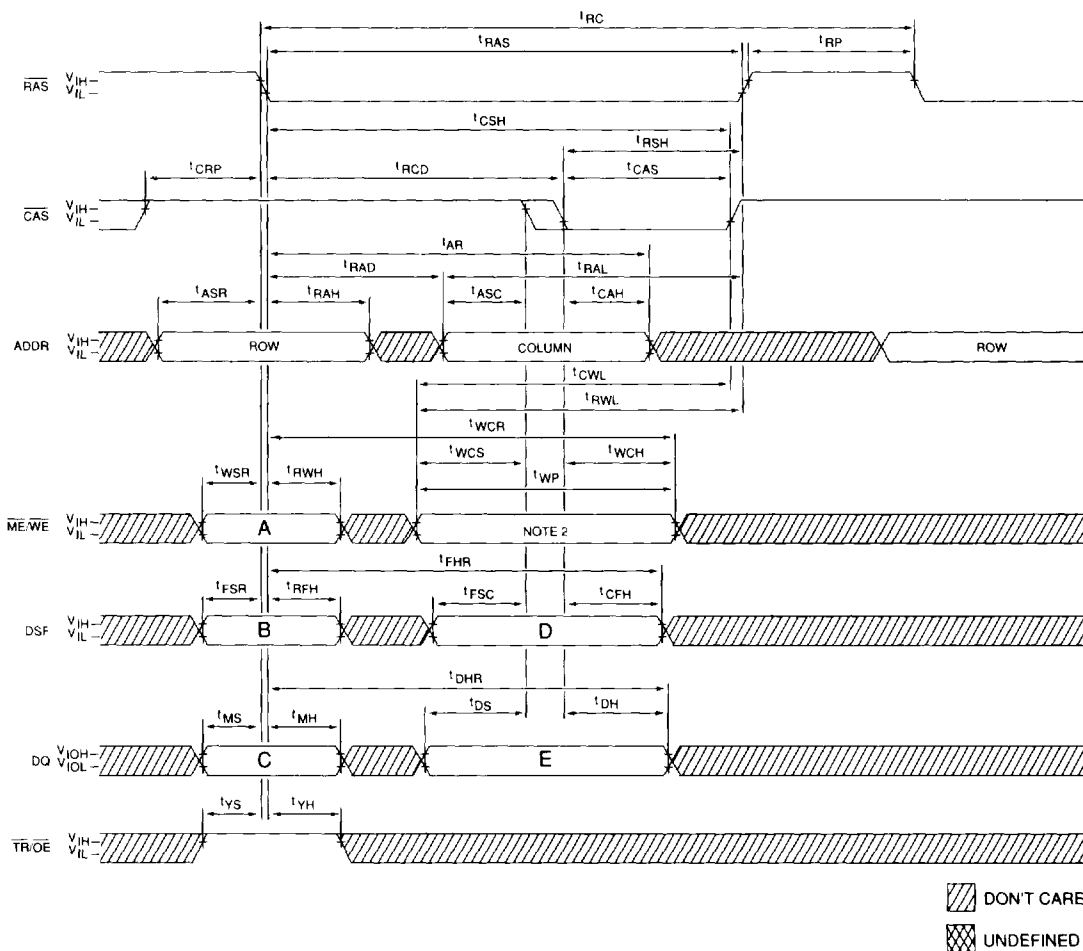 tRC
tRAS
tRP
RAS VIH
VIL
tCSH
tRSH
tCRP
tRCD
tCAS
CAS VIH
VIL
tAR
tRAD
tRAL
tASR
tRAH
tASC
tCAH
ADDR VIH
VIL
ROW
COLUMN
ROW
tCWL
tRWL
tWCR
tWCS
tWCH
tWSR
tRWH
tWP
ME/WE VIH
VIL
A
NOTE 2
tFHR
tFSR
tRFH
tFSC
tCFH
DSF VIH
VIL
B
D
tDHR
tDS
tDH
tMS
tMH
DQ VIOH
VIOL
C
E
tYS
tYH
TR/OE VIH
VIL
DON'T CARE
UNDEFINED